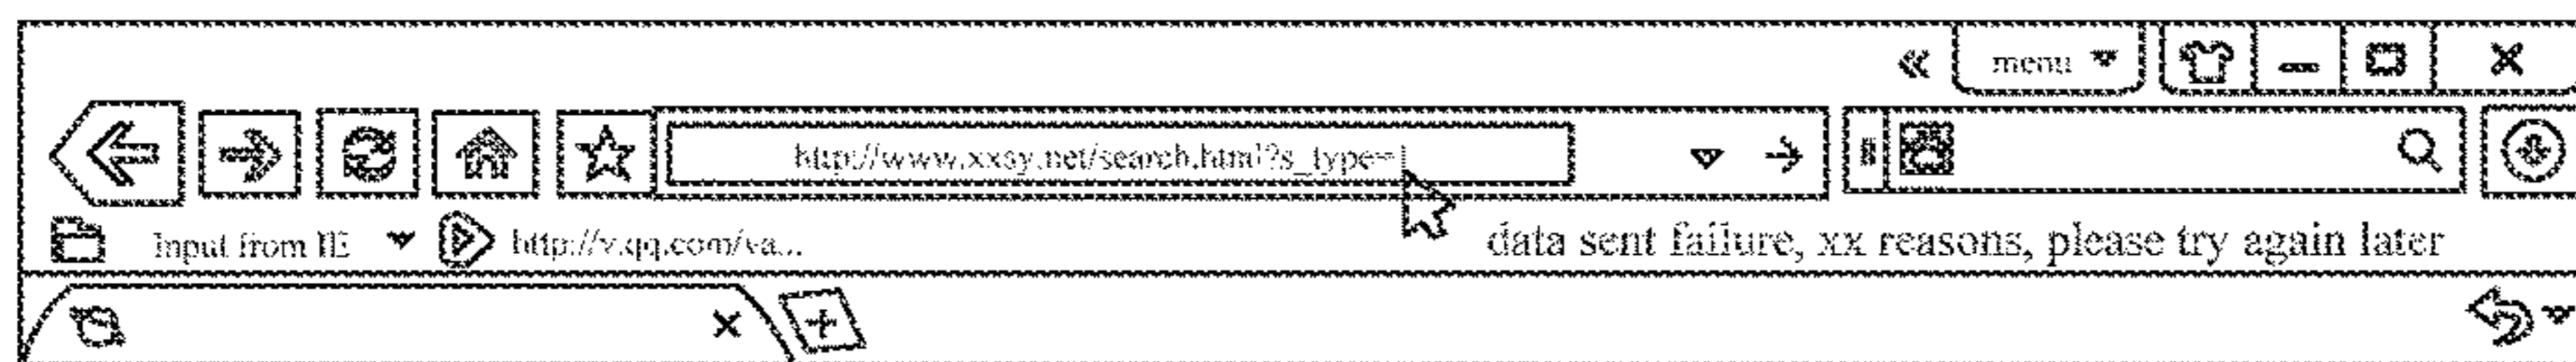 menu
http://www.xxsy.net/search.html?s_type=1
Input from IE
http://v.qq.com/va...
data sent failure, xx reasons, please try again later